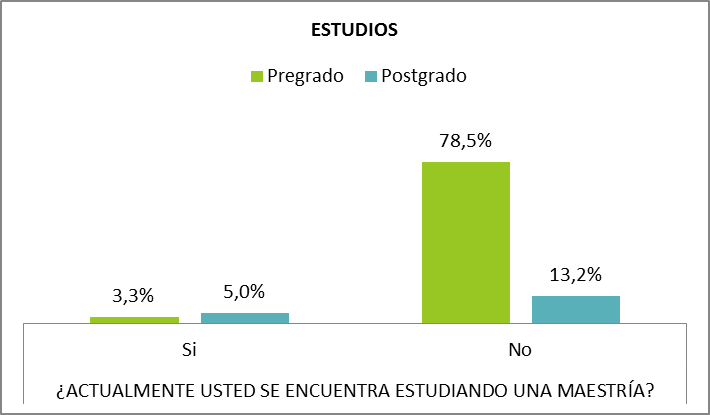 ESTUDIOS
Pregrado Postgrado
78,5%
13,2%
3,3% 5,0%
Si No
¿ACTUALMENTE USTED SE ENCUENTRA ESTUDIANDO UNA MAESTRÍA?